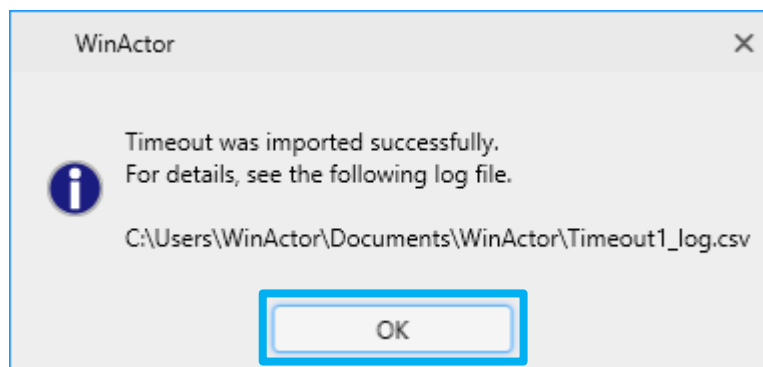 WinActor
Timeout was imported successfully.
For details, see the following log file.
C:\Users\WinActor\Documents\WinActor\Timeout1_log.csv
OK